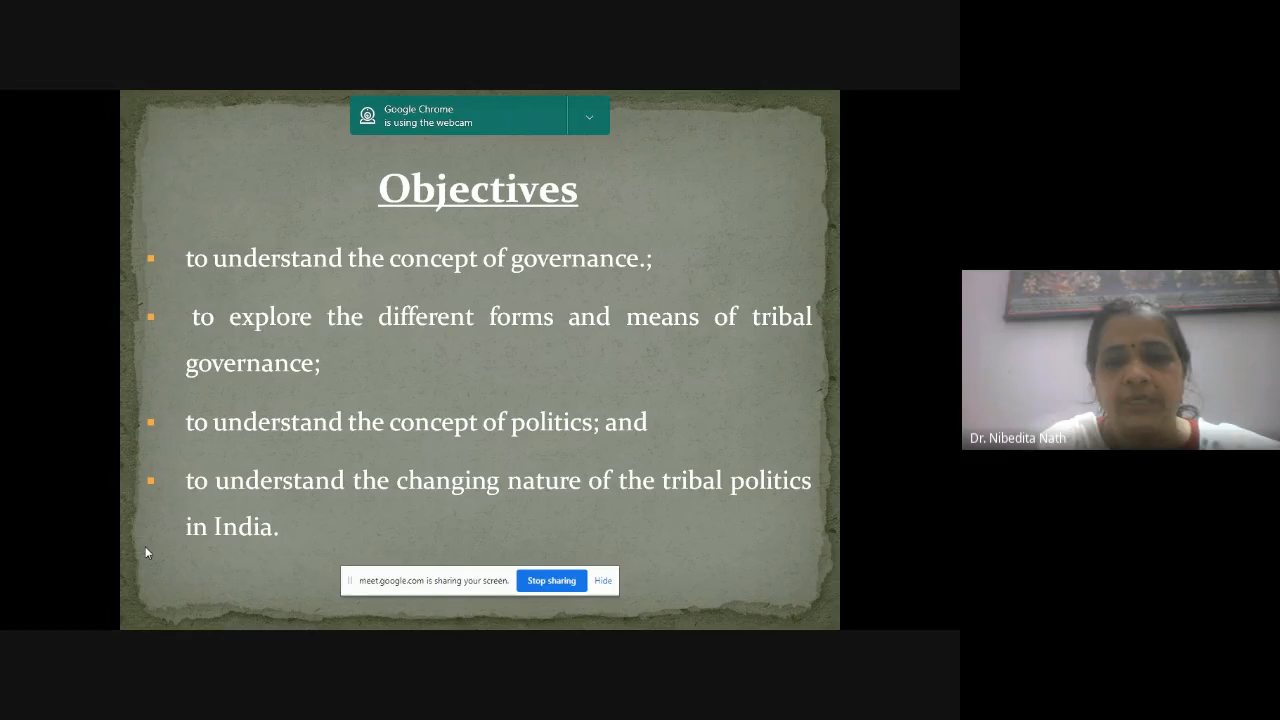 Google Chrome
is using the webcam
Objectives
▪ to understand the concept of governance.;
▪ to explore the different forms and means of tribal
governance;
▪ to understand the concept of politics; and
▪ to understand the changing nature of the tribal politics
in India.
meet.google.com is sharing your screen. Stop sharing Hide
Dr. Nibedita Nath